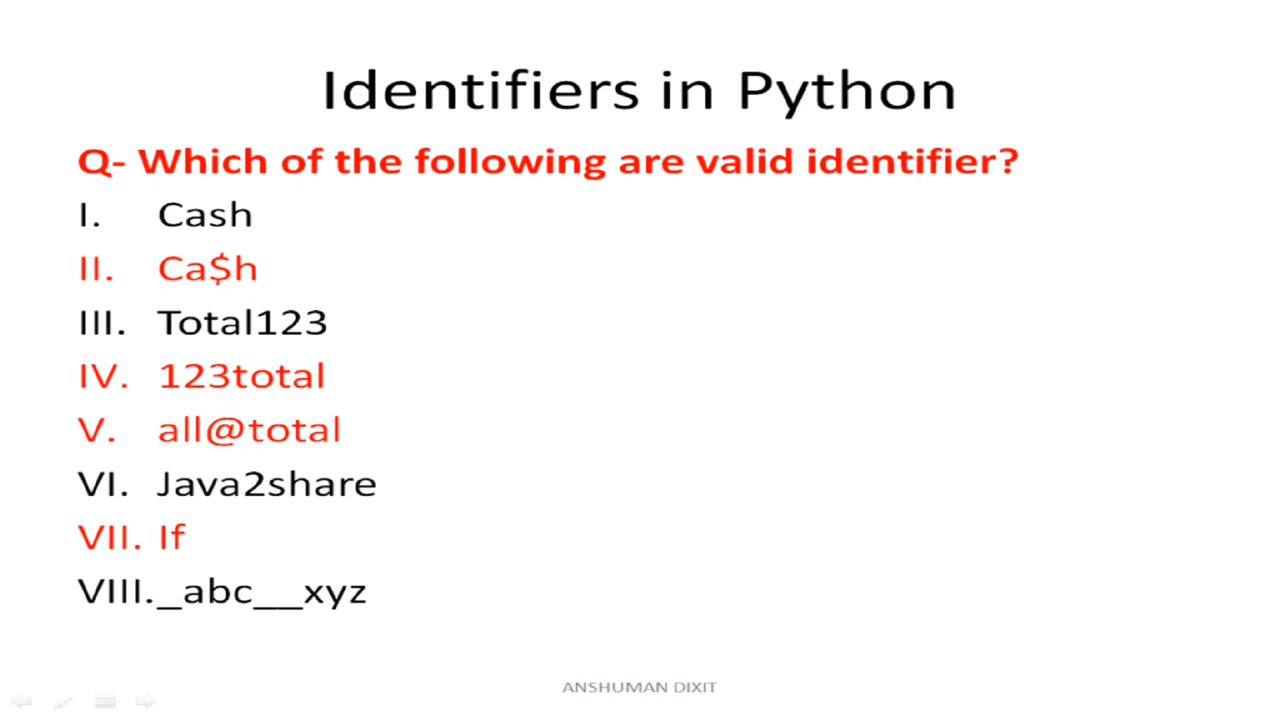 Identifiers in Python
Q- Which of the following are valid identifier?
I. Cash
II. Ca$h
III. Total123
IV. 123total
V. all@total
VI. Java2share
VII. If
VIII._abc__xyz
ANSHUMAN DIXIT